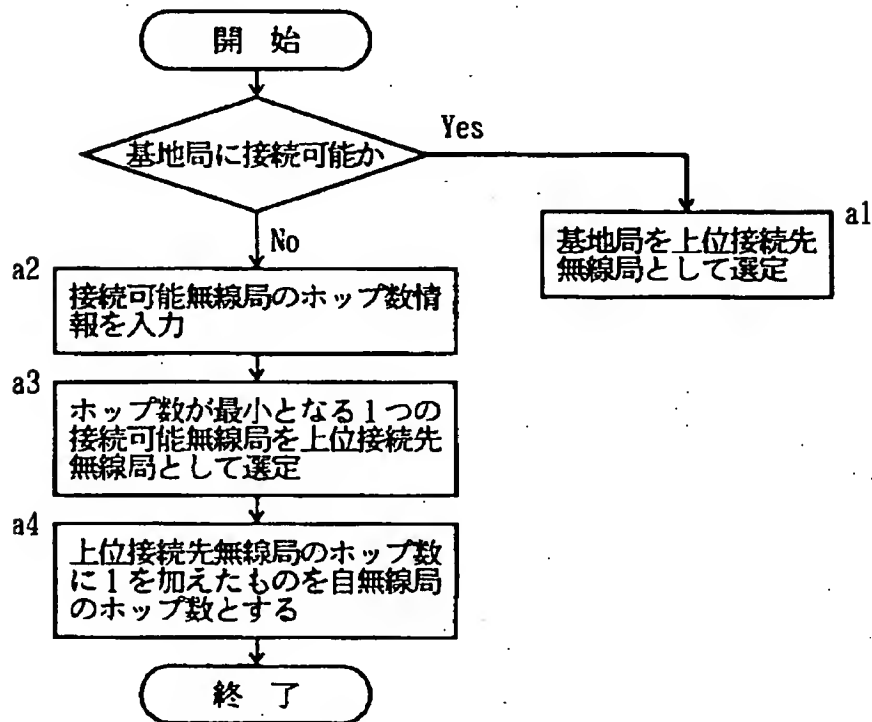 開 始
基地局に接続可能か
Yes
a1
基地局を上位接続先
無線局として選定
No
a2
接続可能無線局のホップ数情
報を入力
a3
ホップ数が最小となる１つの
接続可能無線局を上位接続先
無線局として選定
a4
上位接続先無線局のホップ数
に１を加えたものを自無線局
のホップ数とする
終 了